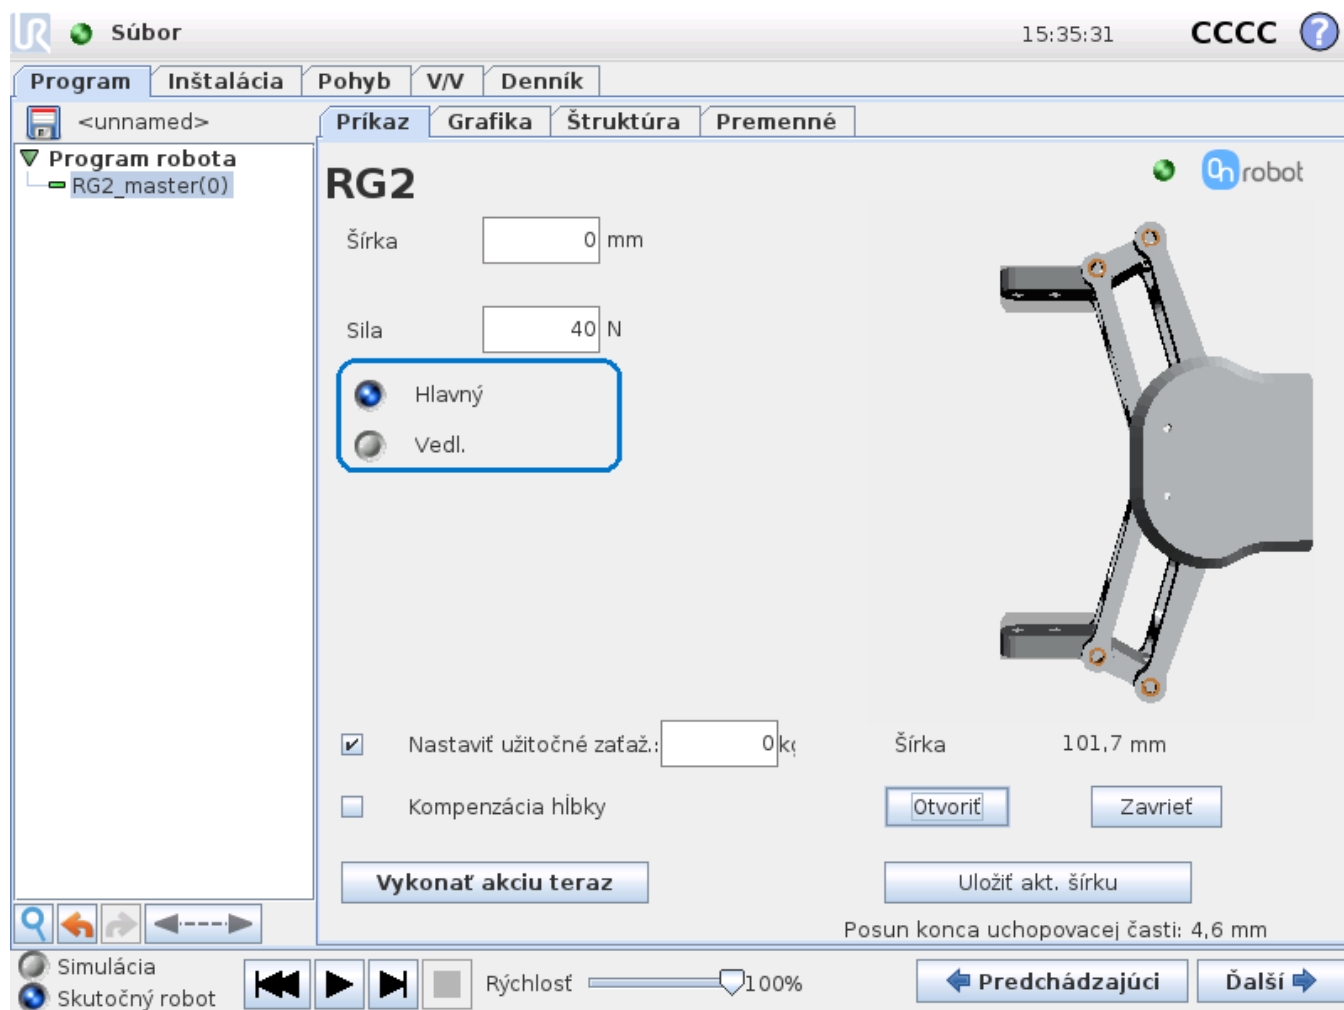 Súbor 15:35:31 CCCC ?
Program Inštalácia Pohyb V/V Denník
<unnamed> Príkaz Grafika Štruktúra Premenné
Program robota
RG2_master(0)
RG2
On robot
Šírka 0 mm
Sila 40 N
Hlavný
Vedl.
Nastaviť užitočné zaťaž.: 0 kg Šírka 101,7 mm
Kompenzácia hĺbky Otvoriť Zavrieť
Vykonať akciu teraz Uložiť akt. šírku
Posun konca uchopovacej časti: 4,6 mm
Simulácia
Skutočný robot
Rýchlosť 100%
Predchádzajúci Ďalší